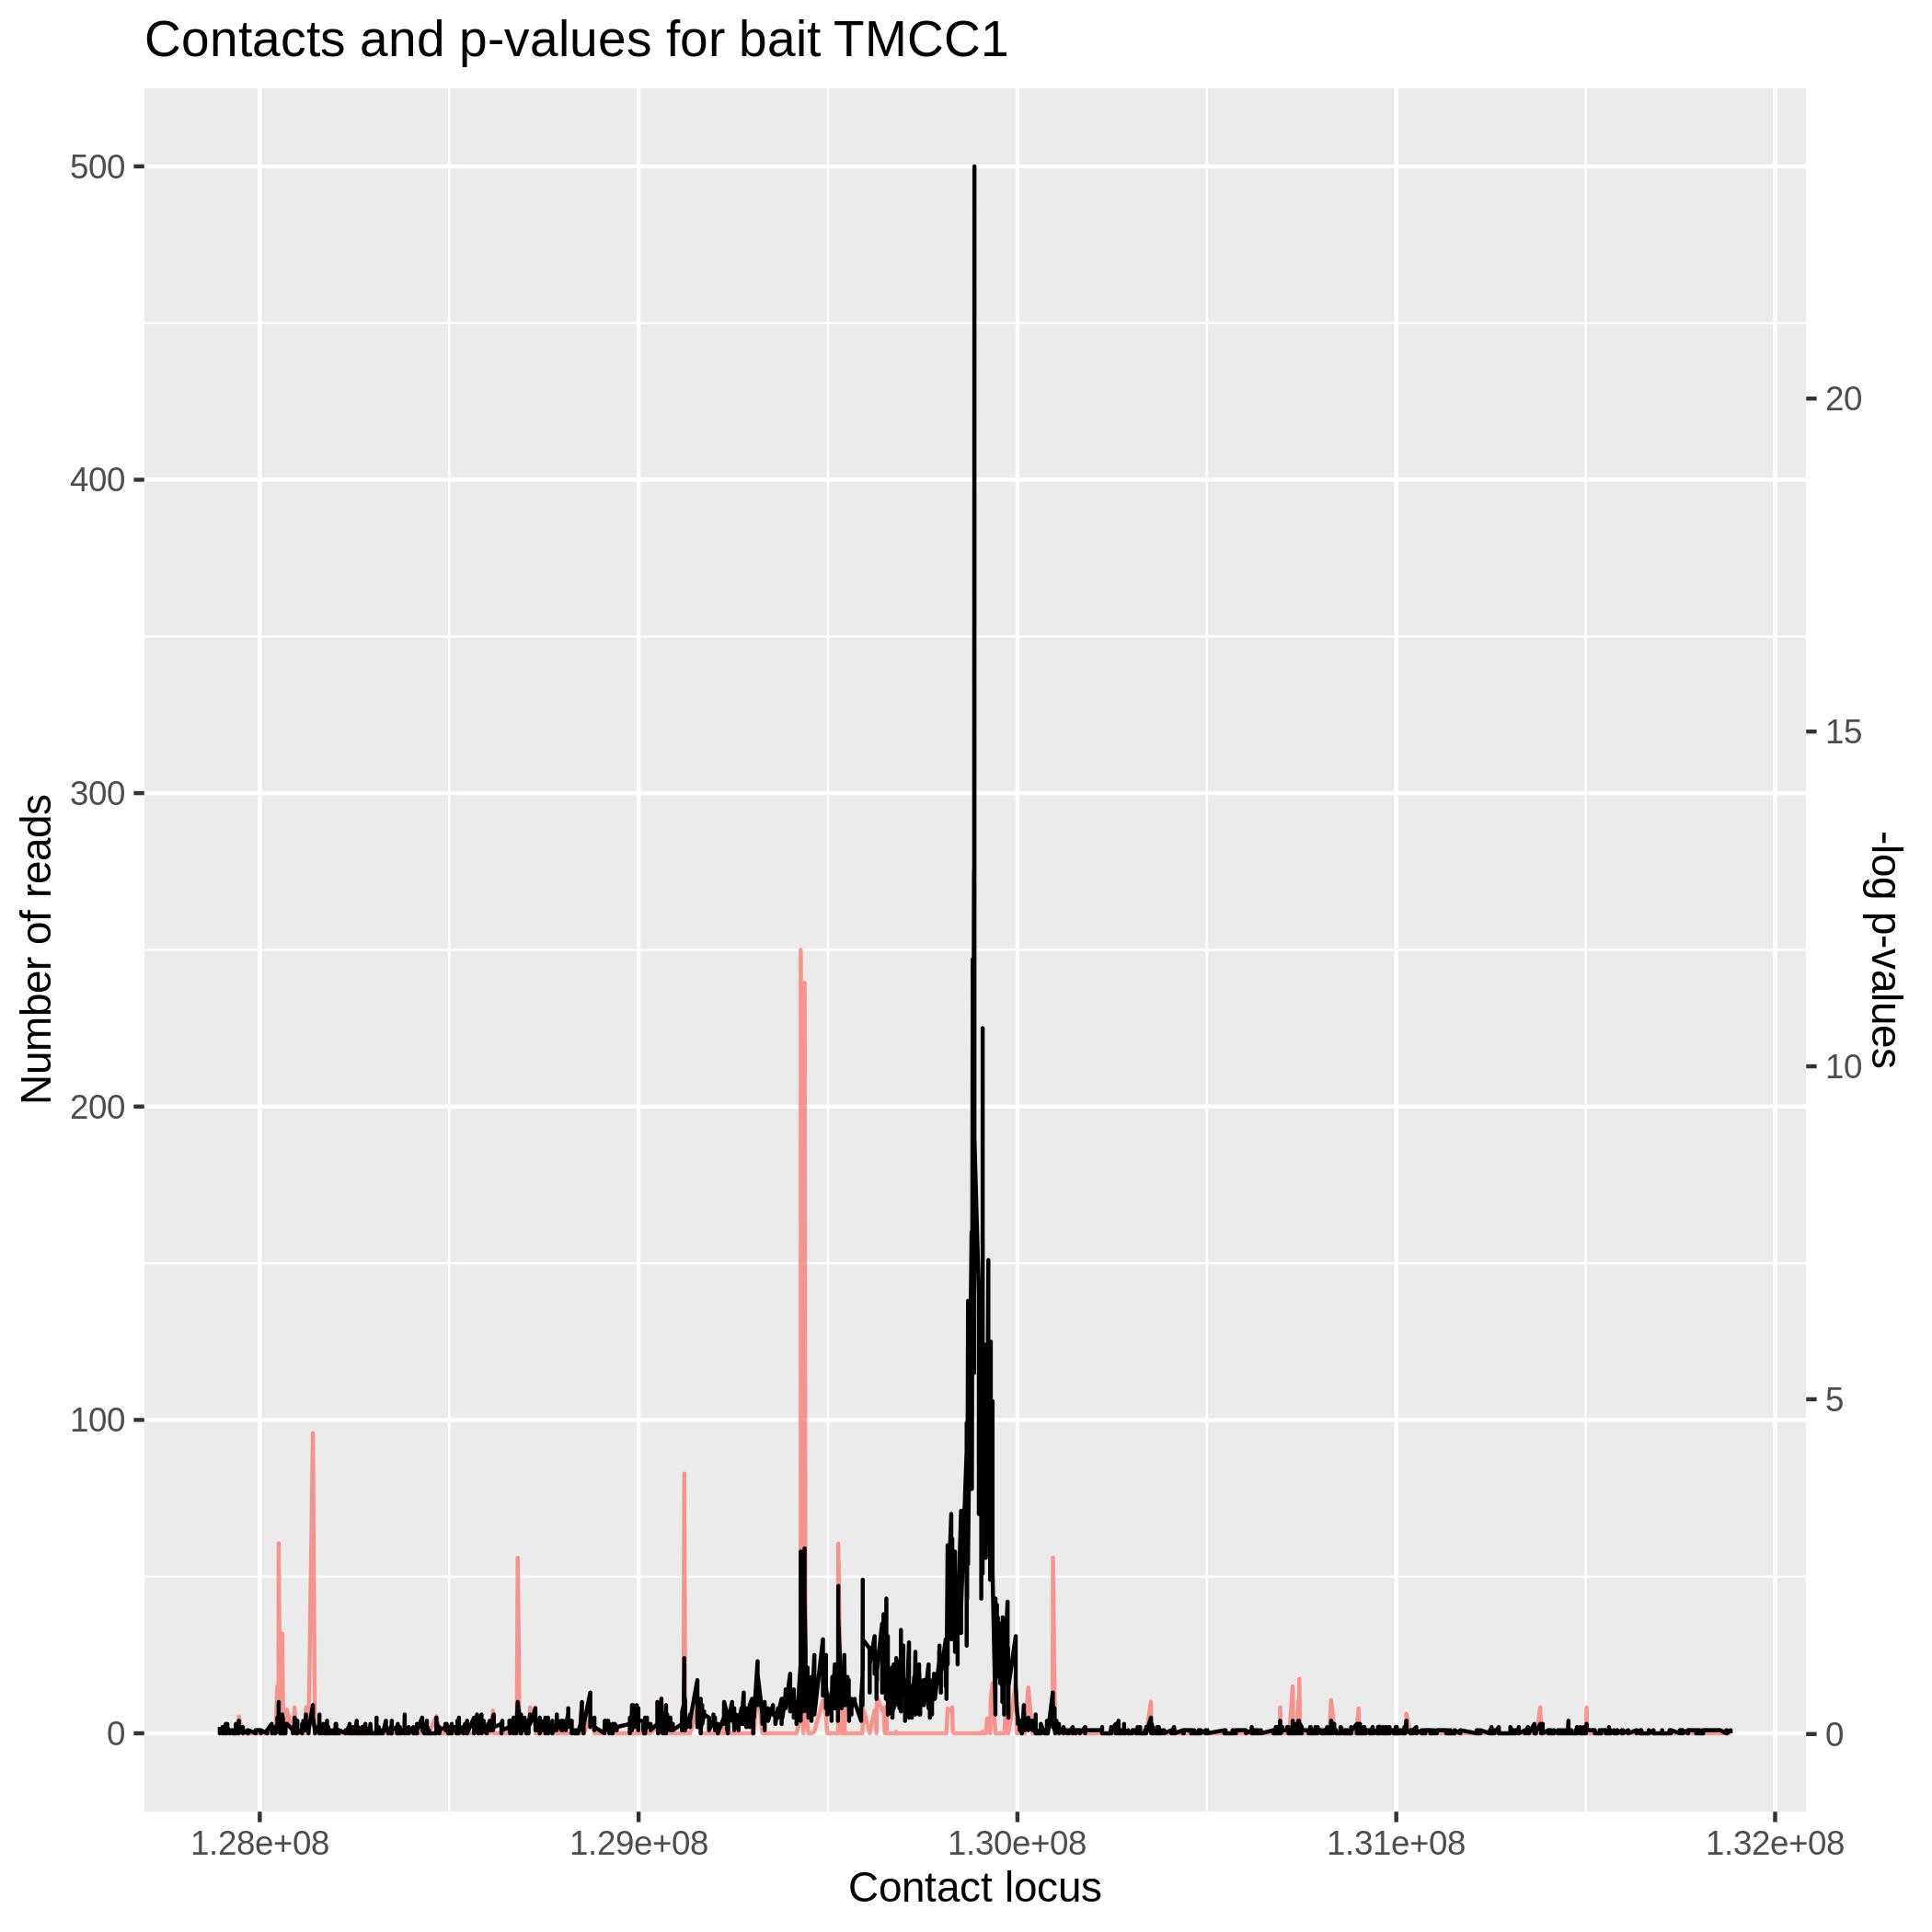 Contacts and p-values for bait TMCC1
500
400
300
200
100
0
Number of reads
20
15
10
5
0
-log p-values
1.28e+08
1.29e+08
1.30e+08
1.31e+08
1.32e+08
Contact locus